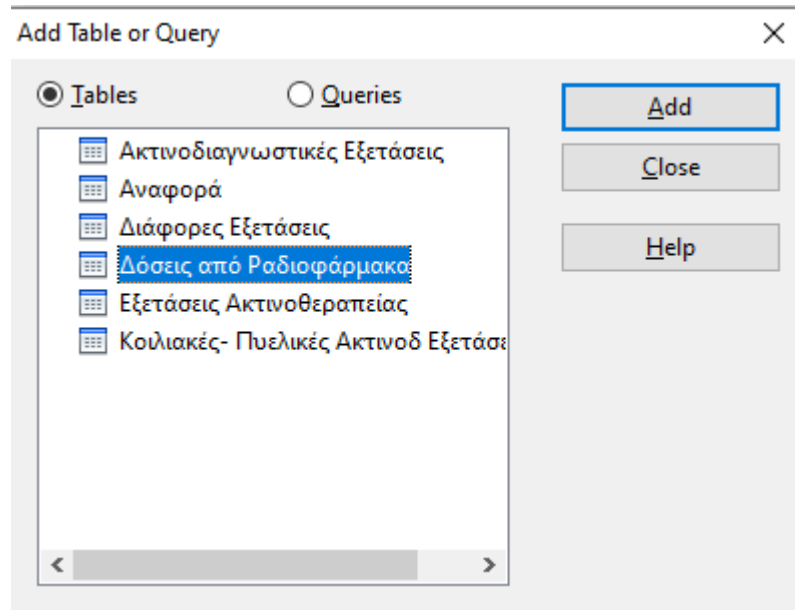 Add Table or Query
Tables Queries
Add
Close
Help
Ακτινοδιαγνωστικές Εξετάσεις
Αναφορά
Διάφορες Εξετάσεις
Δόσεις από Ραδιοφάρμακα
Εξετάσεις Ακτινοθεραπείας
Κοιλιακές- Πυελικές Ακτινοδ Εξετάσε